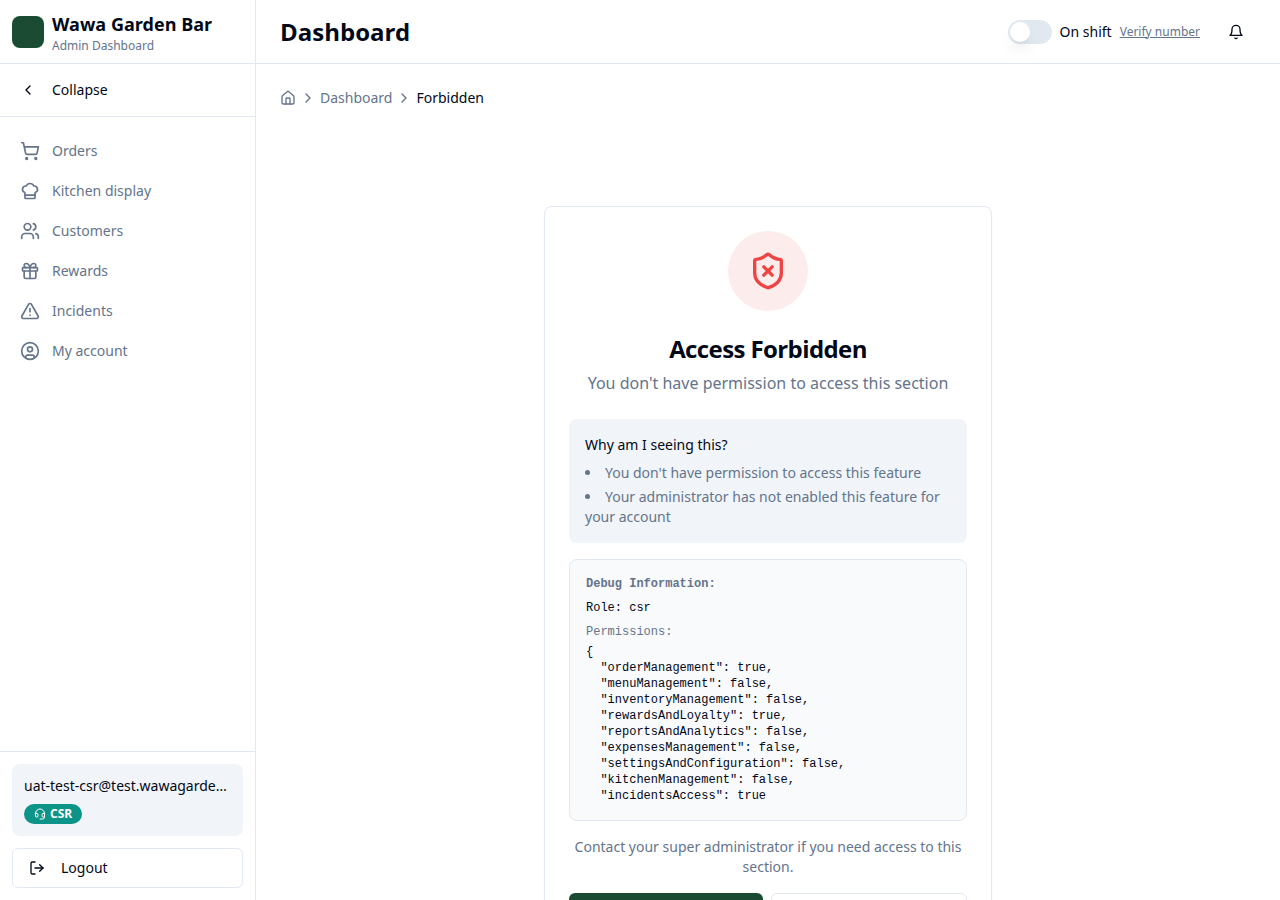 Wawa Garden Bar
Admin Dashboard
Dashboard
On shift
Verify number
Collapse
Dashboard
Forbidden
Orders
Kitchen display
Customers
Rewards
Incidents
My account
Access Forbidden
You don't have permission to access this section
Why am I seeing this?
• You don't have permission to access this feature
• Your administrator has not enabled this feature for
your account
Debug Information:
Role: csr
Permissions:
{
  "orderManagement": true,
  "menuManagement": false,
  "inventoryManagement": false,
  "rewardsAndLoyalty": true,
  "reportsAndAnalytics": false,
  "expensesManagement": false,
  "settingsAndConfiguration": false,
  "kitchenManagement": false,
  "incidentsAccess": true
Contact your super administrator if you need access to this
section.
uat-test-csr@test.wawagarde...
CSR
Logout